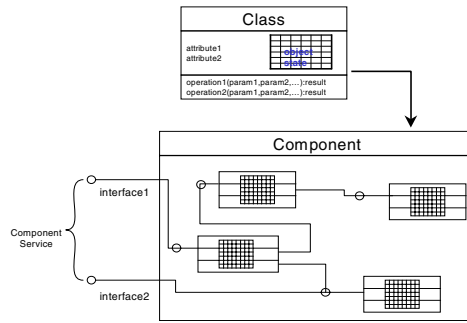 Class
attribute1
attribute2
object
state
operation1(param1,param2,…):result
operation2(param1,param2,…):result
Component
interface1
Component
Service
interface2